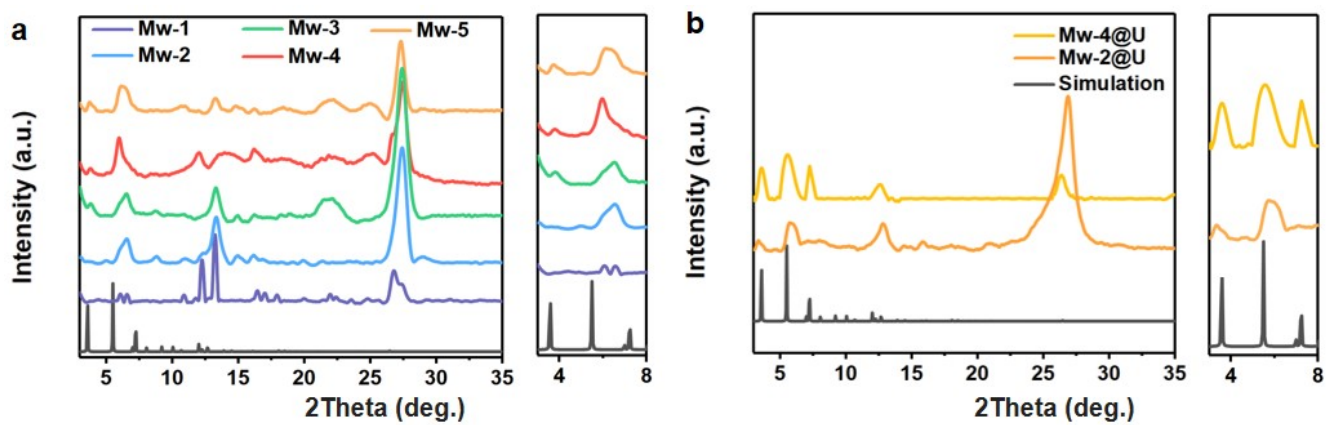 a
Mw-1 Mw-3 Mw-5
Mw-2 Mw-4
Intensity (a.u.)
5 10 15 20 25 30 35
4 8
2Theta (deg.)
b
Mw-4@U
Mw-2@U
Simulation
Intensity (a.u.)
5 10 15 20 25 30 35
4 8
2Theta (deg.)